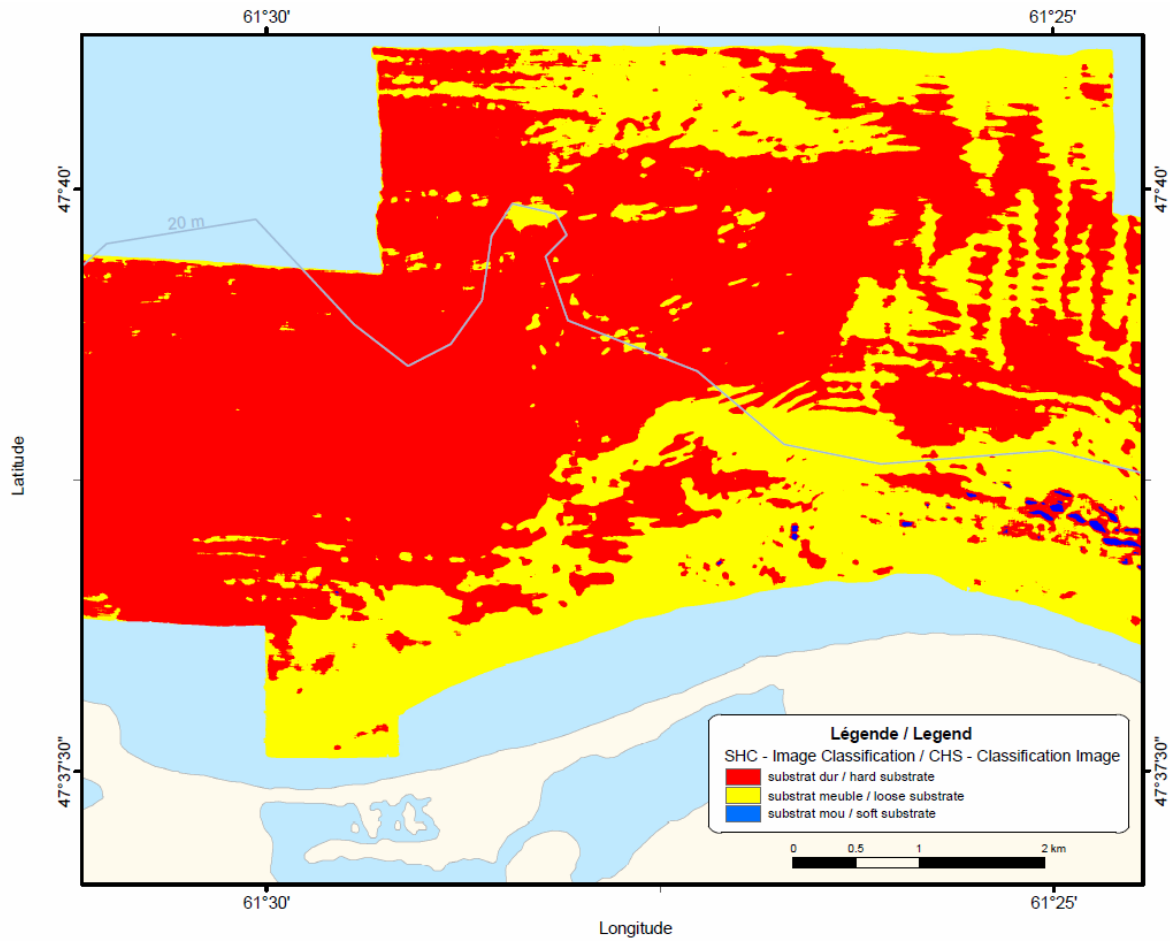 61°30' 61°25'
47°40' 47°40'
20 m
Latitude
Légende / Legend
SHC - Image Classification / CHS - Classification Image
substrat dur / hard substrate
substrat meuble / loose substrate
substrat mou / soft substrate
47°37'30" 47°37'30"
0 0.5 1 2 km
61°30' 61°25'
Longitude